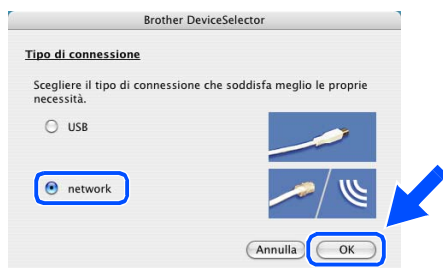 Brother DeviceSelector
Tipo di connessione
Scegliere il tipo di connessione che soddisfa meglio le proprie
necessità.
USB
network
Annulla
OK